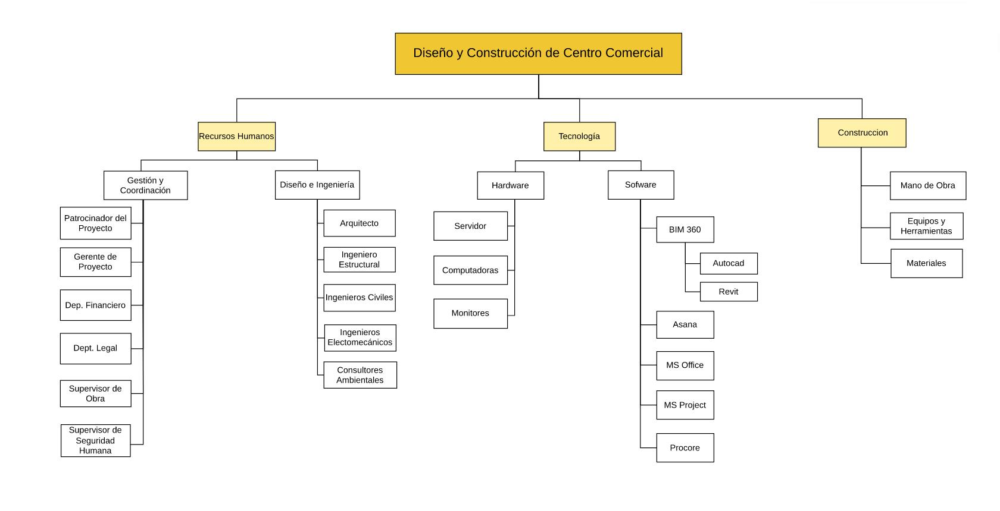 Diseño y Construcción de Centro Comercial
Recursos Humanos
Tecnología
Construccion
Gestión y
Coordinación
Patrocinador del
Proyecto
Gerente de
Proyecto
Dep. Financiero
Dept. Legal
Supervisor de
Obra
Supervisor de
Seguridad
Humana
Diseño e Ingeniería
Arquitecto
Ingeniero
Estructural
Ingenieros Civiles
Ingenieros
Electomecánicos
Consultores
Ambientales
Hardware
Servidor
Computadoras
Monitores
Sofware
BIM 360
Autocad
Revit
Asana
MS Office
MS Project
Procore
Mano de Obra
Equipos y
Herramientas
Materiales